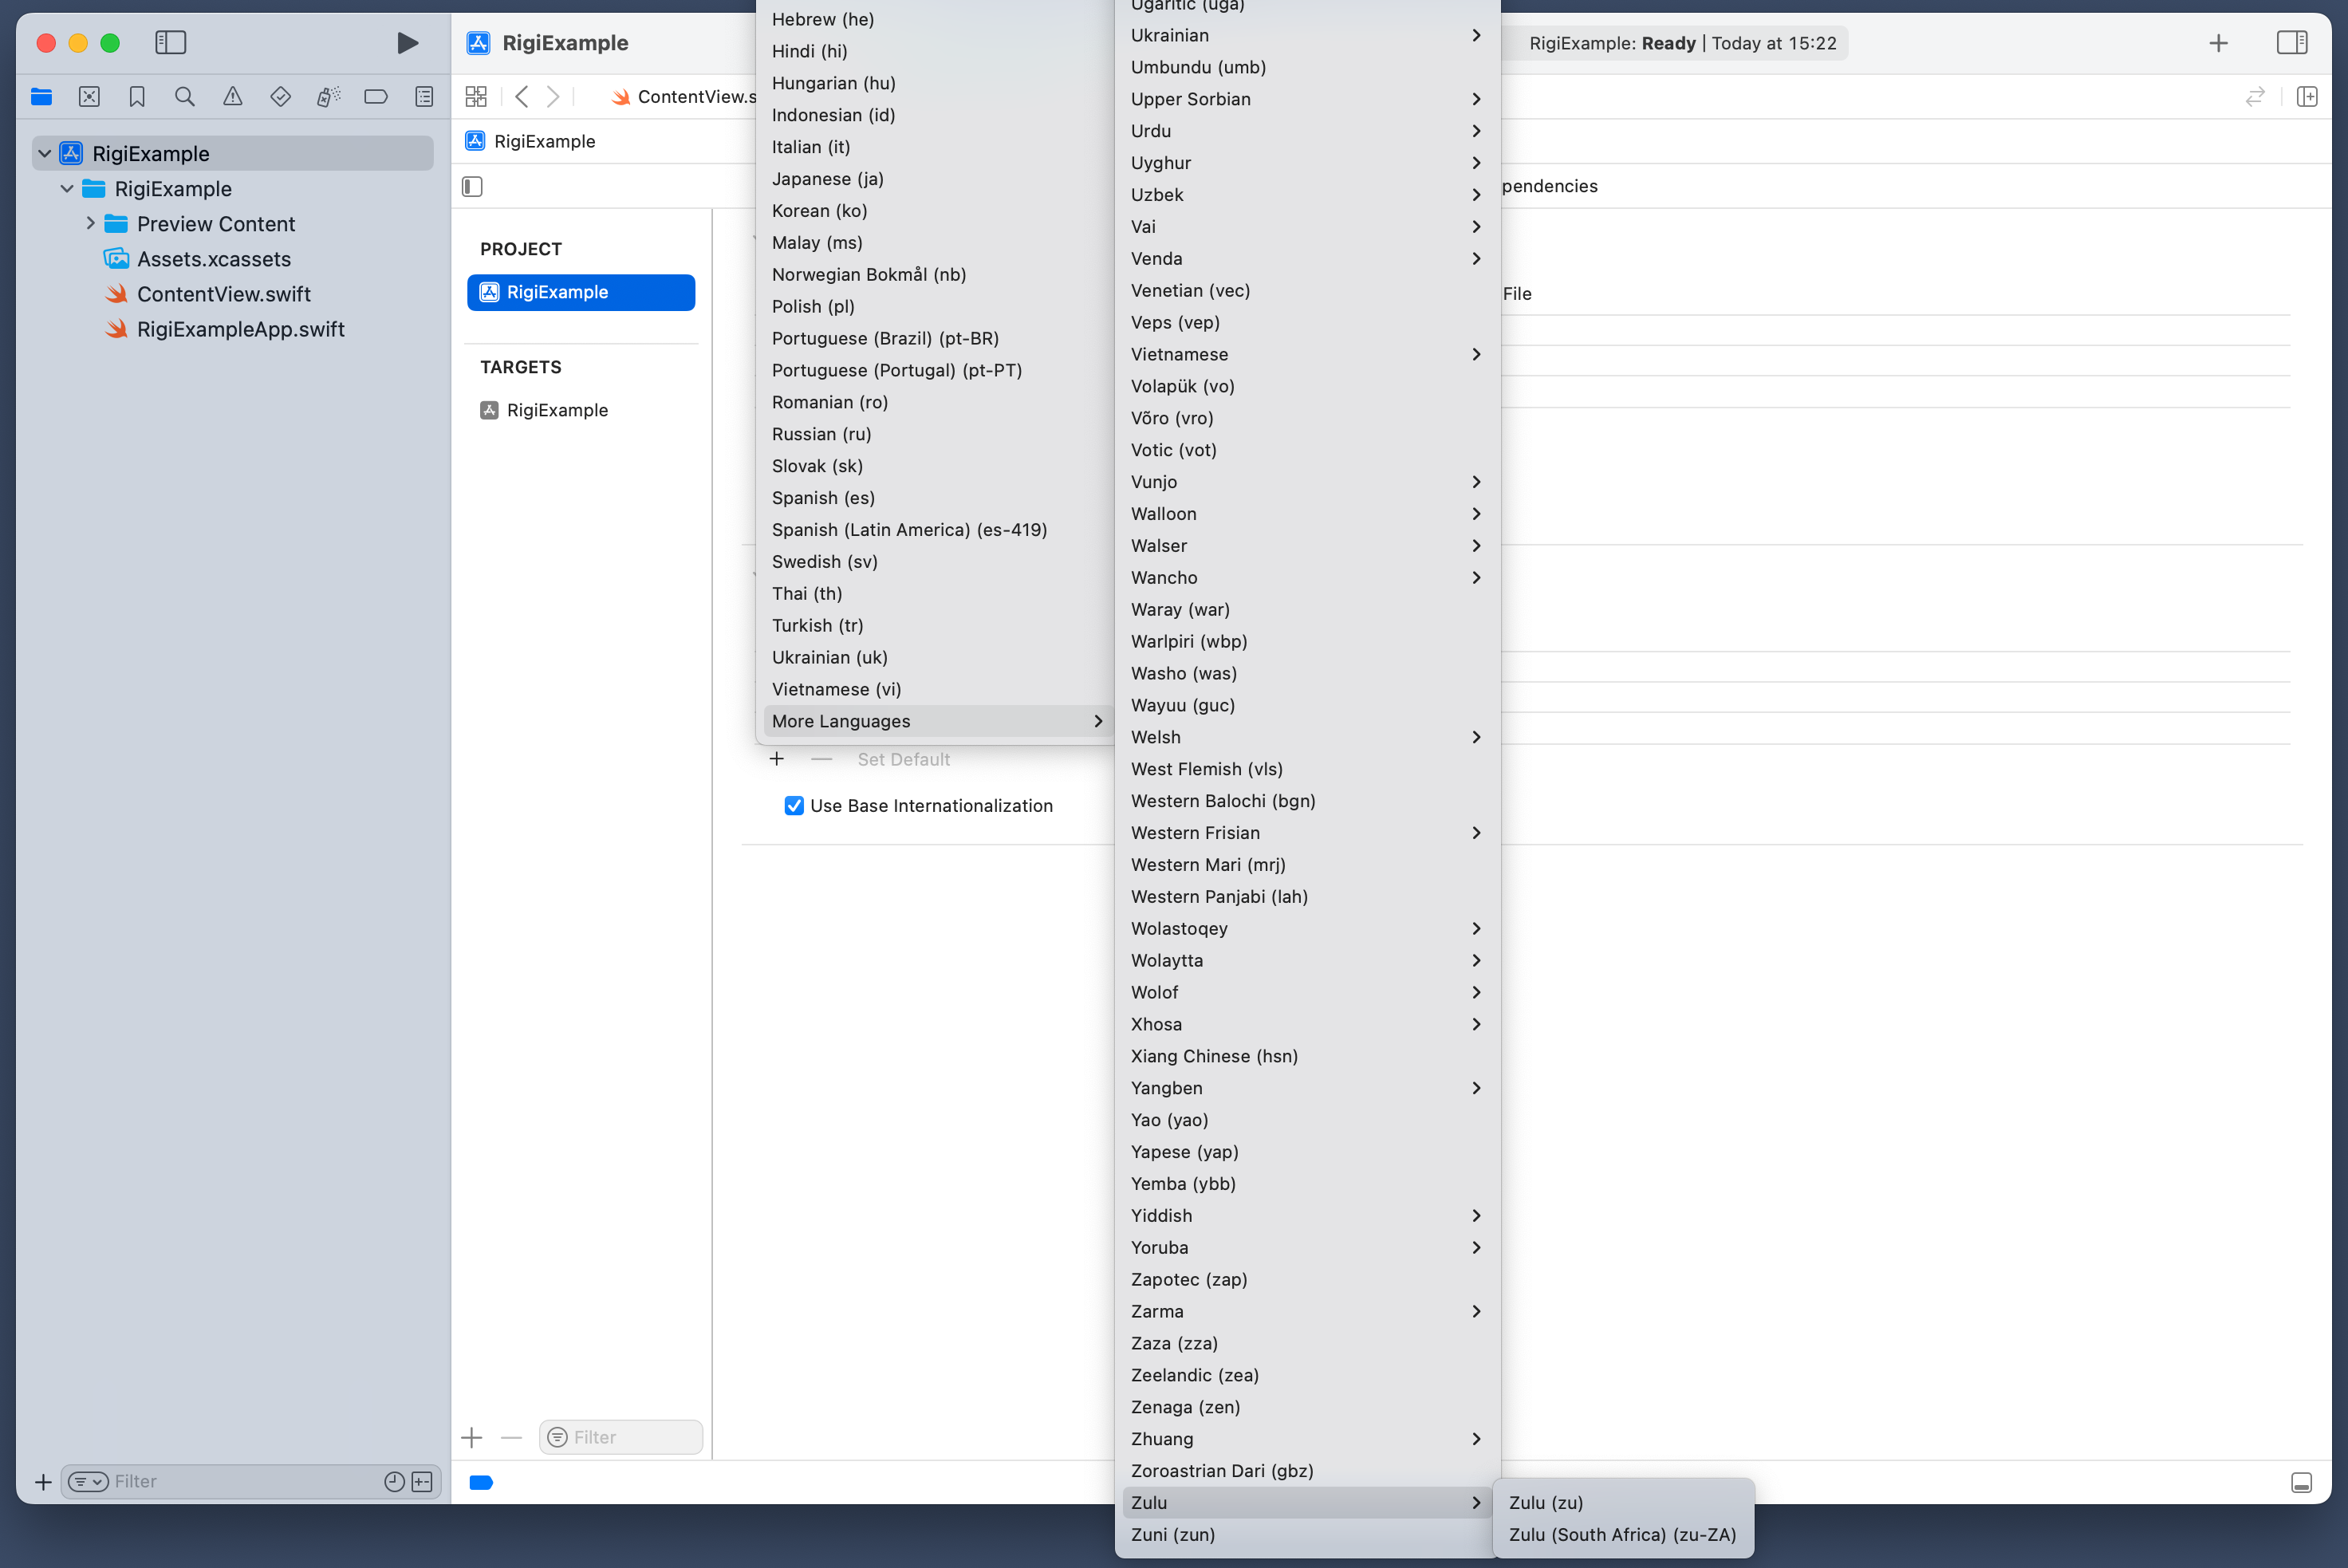 RigiExample
RigiExample: Ready | Today at 15:22
ContentView.s
RigiExample
RigiExample
RigiExample
Preview Content
Assets.xcassets
ContentView.swift
RigiExampleApp.swift
Filter
PROJECT
RigiExample
TARGETS
RigiExample
Filter
pendencies
File
Set Default
Use Base Internationalization
Hebrew (he)
Hindi (hi)
Hungarian (hu)
Indonesian (id)
Italian (it)
Japanese (ja)
Korean (ko)
Malay (ms)
Norwegian Bokmål (nb)
Polish (pl)
Portuguese (Brazil) (pt-BR)
Portuguese (Portugal) (pt-PT)
Romanian (ro)
Russian (ru)
Slovak (sk)
Spanish (es)
Spanish (Latin America) (es-419)
Swedish (sv)
Thai (th)
Turkish (tr)
Ukrainian (uk)
Vietnamese (vi)
More Languages
Ugaritic (uga)
Ukrainian
Umbundu (umb)
Upper Sorbian
Urdu
Uyghur
Uzbek
Vai
Venda
Venetian (vec)
Veps (vep)
Vietnamese
Volapük (vo)
Võro (vro)
Votic (vot)
Vunjo
Walloon
Walser
Wancho
Waray (war)
Warlpiri (wbp)
Washo (was)
Wayuu (guc)
Welsh
West Flemish (vls)
Western Balochi (bgn)
Western Frisian
Western Mari (mrj)
Western Panjabi (lah)
Wolastoqey
Wolaytta
Wolof
Xhosa
Xiang Chinese (hsn)
Yangben
Yao (yao)
Yapese (yap)
Yemba (ybb)
Yiddish
Yoruba
Zapotec (zap)
Zarma
Zaza (zza)
Zeelandic (zea)
Zenaga (zen)
Zhuang
Zoroastrian Dari (gbz)
Zulu
Zuni (zun)
Zulu (zu)
Zulu (South Africa) (zu-ZA)